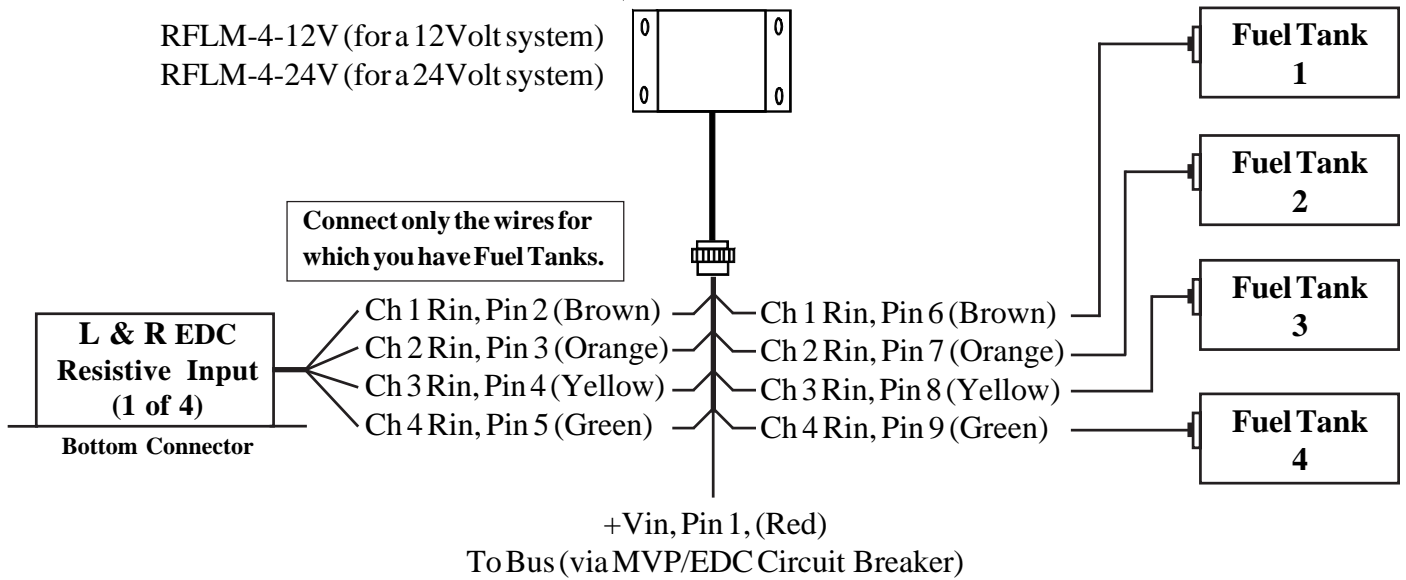 RFLM-4-12V (for a 12Volt system)
RFLM-4-24V (for a 24Volt system)
Fuel Tank
1
Fuel Tank
2
Connect only the wires for
which you have Fuel Tanks.
Fuel Tank
3
L & R EDC
Resistive Input
(1 of 4)
Bottom Connector
Ch 1 Rin, Pin 2 (Brown)
Ch 2 Rin, Pin 3 (Orange)
Ch 3 Rin, Pin 4 (Yellow)
Ch 4 Rin, Pin 5 (Green)
Ch 1 Rin, Pin 6 (Brown)
Ch 2 Rin, Pin 7 (Orange)
Ch 3 Rin, Pin 8 (Yellow)
Ch 4 Rin, Pin 9 (Green)
Fuel Tank
4
+Vin, Pin 1, (Red)
To Bus (via MVP/EDC Circuit Breaker)